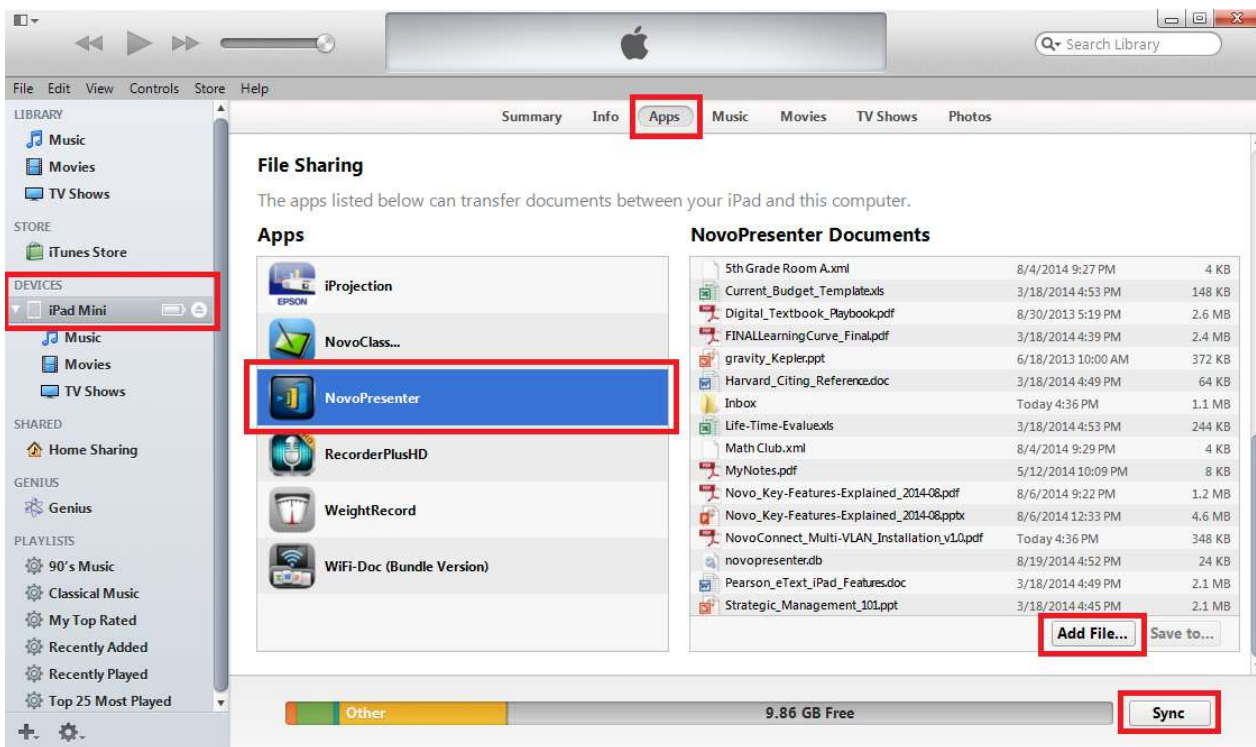 Search Library
File Edit View Controls Store Help
LIBRARY
Music
Movies
TV Shows
STORE
iTunes Store
DEVICES
iPad Mini
Music
Movies
TV Shows
SHARED
Home Sharing
GENIUS
Genius
PLAYLISTS
90's Music
Classical Music
My Top Rated
Recently Added
Recently Played
Top 25 Most Played
Summary Info Apps Music Movies TV Shows Photos
File Sharing
The apps listed below can transfer documents between your iPad and this computer.
Apps
EPSON
iProjection
NovoClass...
NovoPresenter
RecorderPlusHD
WeightRecord
WiFi-Doc (Bundle Version)
NovoPresenter Documents
5th Grade Room A.xml 8/4/2014 9:27 PM 4 KB
Current_Budget_Template.xls 3/18/2014 4:53 PM 148 KB
Digital_Textbook_Playbook.pdf 8/30/2013 5:19 PM 2.6 MB
FINALLearningCurve_Final.pdf 3/18/2014 4:39 PM 2.4 MB
gravity_Kepler.ppt 6/18/2013 10:00 AM 372 KB
Harvard_Citing_Reference.doc 3/18/2014 4:49 PM 64 KB
Inbox Today 4:36 PM 1.1 MB
Life-Time-Evalue.xls 3/18/2014 4:53 PM 244 KB
Math Club.xml 8/4/2014 9:29 PM 4 KB
MyNotes.pdf 5/12/2014 10:09 PM 8 KB
Novo_Key-Features-Explained_2014-08.pdf 8/6/2014 9:22 PM 1.2 MB
Novo_Key-Features-Explained_2014-08.pptx 8/6/2014 12:33 PM 4.6 MB
NovoConnect_Multi-VLAN_Installation_v1.0.pdf Today 4:36 PM 348 KB
novopresenter.db 8/19/2014 4:52 PM 24 KB
Pearson_eText_iPad_Features.doc 3/18/2014 4:49 PM 2.1 MB
Strategic_Management_101.ppt 3/18/2014 4:45 PM 2.1 MB
Add File... Save to...
Other 9.86 GB Free Sync